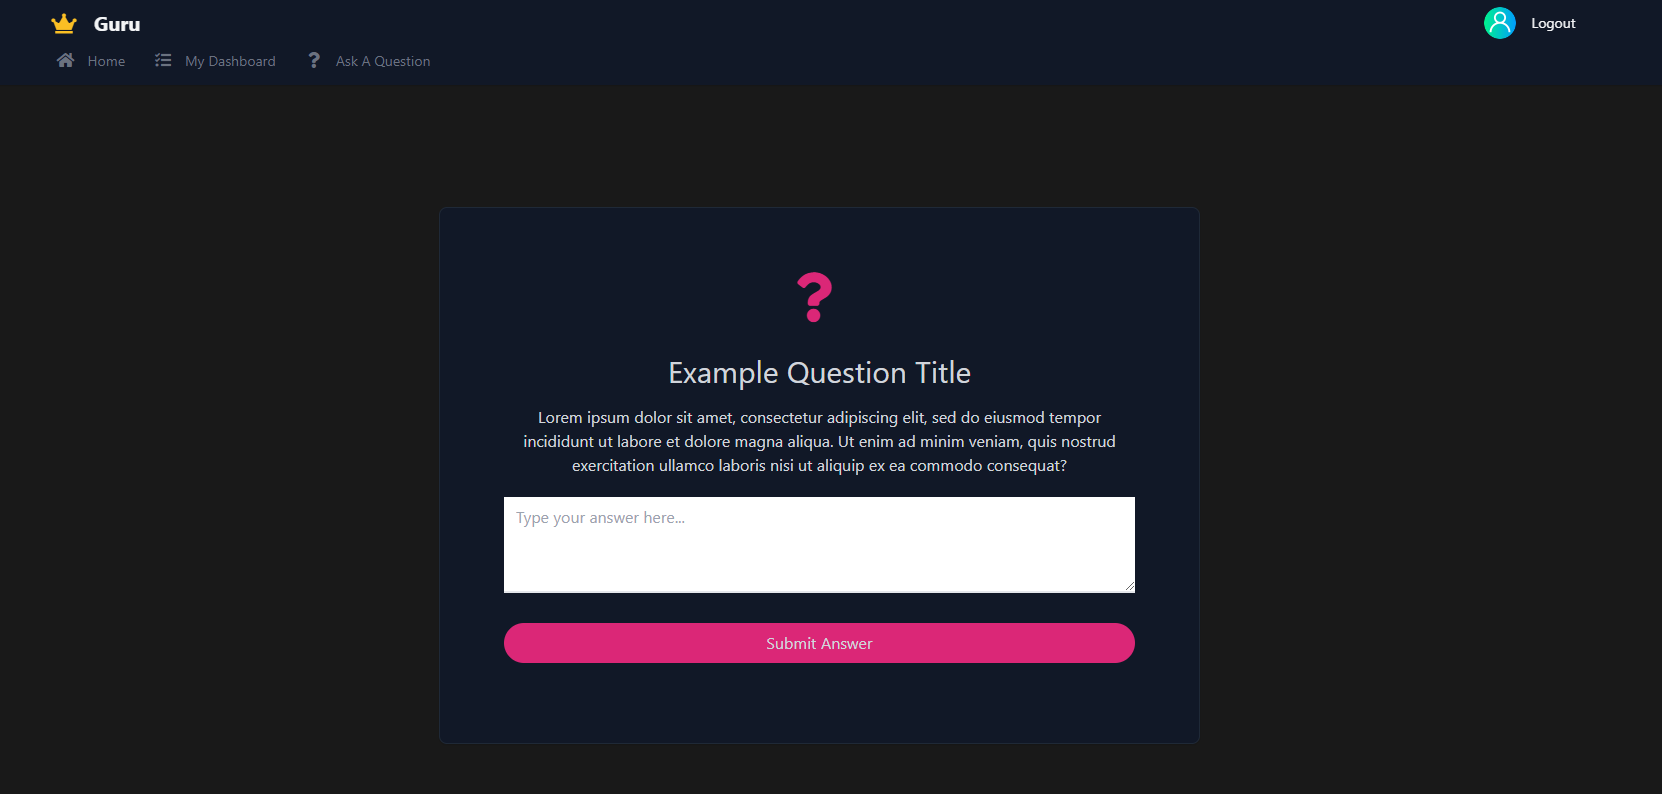 Guru
Logout
Home
My Dashboard
Ask A Question
Example Question Title
Lorem ipsum dolor sit amet, consectetur adipiscing elit, sed do eiusmod tempor
incididunt ut labore et dolore magna aliqua. Ut enim ad minim veniam, quis nostrud
exercitation ullamco laboris nisi ut aliquip ex ea commodo consequat?
Type your answer here...
Submit Answer